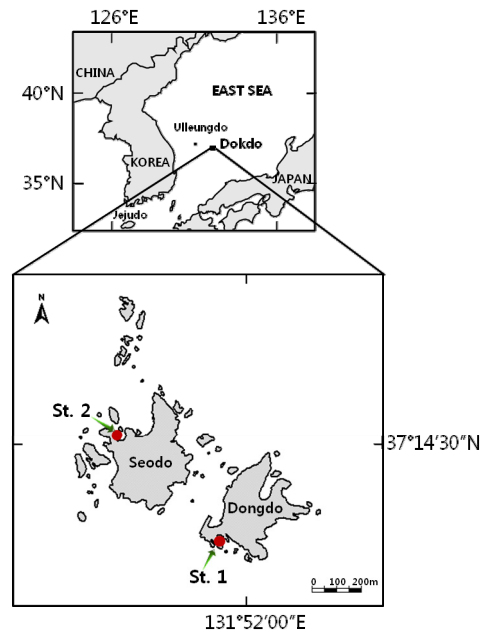 126°E 136°E
CHINA
40°N
EAST SEA
Ulleungdo
Dokdo
KOREA
35°N
JAPAN
Jejudo
N
St. 2
37°14′30″N
Seodo
Dongdo
St. 1
0 100 200m
131°52′00″E